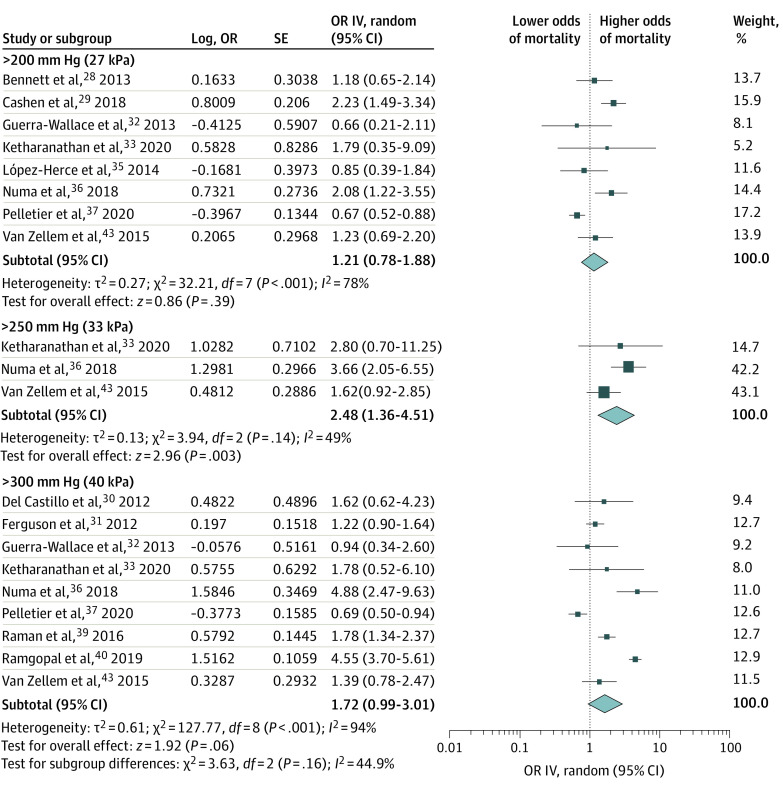 Study or subgroup Log, OR SE OR IV, random (95% CI) Lower odds of mortality Higher odds of mortality Weight, %
>200 mm Hg (27 kPa)
Bennett et al,28 2013 0.1633 0.3038 1.18 (0.65-2.14) 13.7
Cashen et al,29 2018 0.8009 0.206 2.23 (1.49-3.34) 15.9
Guerra-Wallace et al,32 2013 -0.4125 0.5907 0.66 (0.21-2.11) 8.1
Ketharanathan et al,33 2020 0.5828 0.8286 1.79 (0.35-9.09) 5.2
López-Herce et al,35 2014 -0.1681 0.3973 0.85 (0.39-1.84) 11.6
Numa et al,36 2018 0.7321 0.2736 2.08 (1.22-3.55) 14.4
Pelletier et al,37 2020 -0.3967 0.1344 0.67 (0.52-0.88) 17.2
Van Zellem et al,43 2015 0.2065 0.2968 1.23 (0.69-2.20) 13.9
Subtotal (95% CI) 1.21 (0.78-1.88) 100.0
Heterogeneity: τ2=0.27; χ2=32.21, df=7 (P<.001); I2=78%
Test for overall effect: z=0.86 (P=.39)
>250 mm Hg (33 kPa)
Ketharanathan et al,33 2020 1.0282 0.7102 2.80 (0.70-11.25) 14.7
Numa et al,36 2018 1.2981 0.2966 3.66 (2.05-6.55) 42.2
Van Zellem et al,43 2015 0.4812 0.2886 1.62(0.92-2.85) 43.1
Subtotal (95% CI) 2.48 (1.36-4.51) 100.0
Heterogeneity: τ2=0.13; χ2=3.94, df=2 (P=.14); I2=49%
Test for overall effect: z=2.96 (P=.003)
>300 mm Hg (40 kPa)
Del Castillo et al,30 2012 0.4822 0.4896 1.62 (0.62-4.23) 9.4
Ferguson et al,31 2012 0.197 0.1518 1.22 (0.90-1.64) 12.7
Guerra-Wallace et al,32 2013 -0.0576 0.5161 0.94 (0.34-2.60) 9.2
Ketharanathan et al,33 2020 0.5755 0.6292 1.78 (0.52-6.10) 8.0
Numa et al,36 2018 1.5846 0.3469 4.88 (2.47-9.63) 11.0
Pelletier et al,37 2020 -0.3773 0.1585 0.69 (0.50-0.94) 12.6
Raman et al,39 2016 0.5792 0.1445 1.78 (1.34-2.37) 12.7
Ramgopal et al,40 2019 1.5162 0.1059 4.55 (3.70-5.61) 12.9
Van Zellem et al,43 2015 0.3287 0.2932 1.39 (0.78-2.47) 11.5
Subtotal (95% CI) 1.72 (0.99-3.01) 100.0
Heterogeneity: τ2=0.61; χ2=127.77, df=8 (P<.001); I2=94%
Test for overall effect: z=1.92 (P=.06)
Test for subgroup differences: χ2=3.63, df=2 (P=.16); I2=44.9%
0.01 0.1 1 10 100
OR IV, random (95% CI)